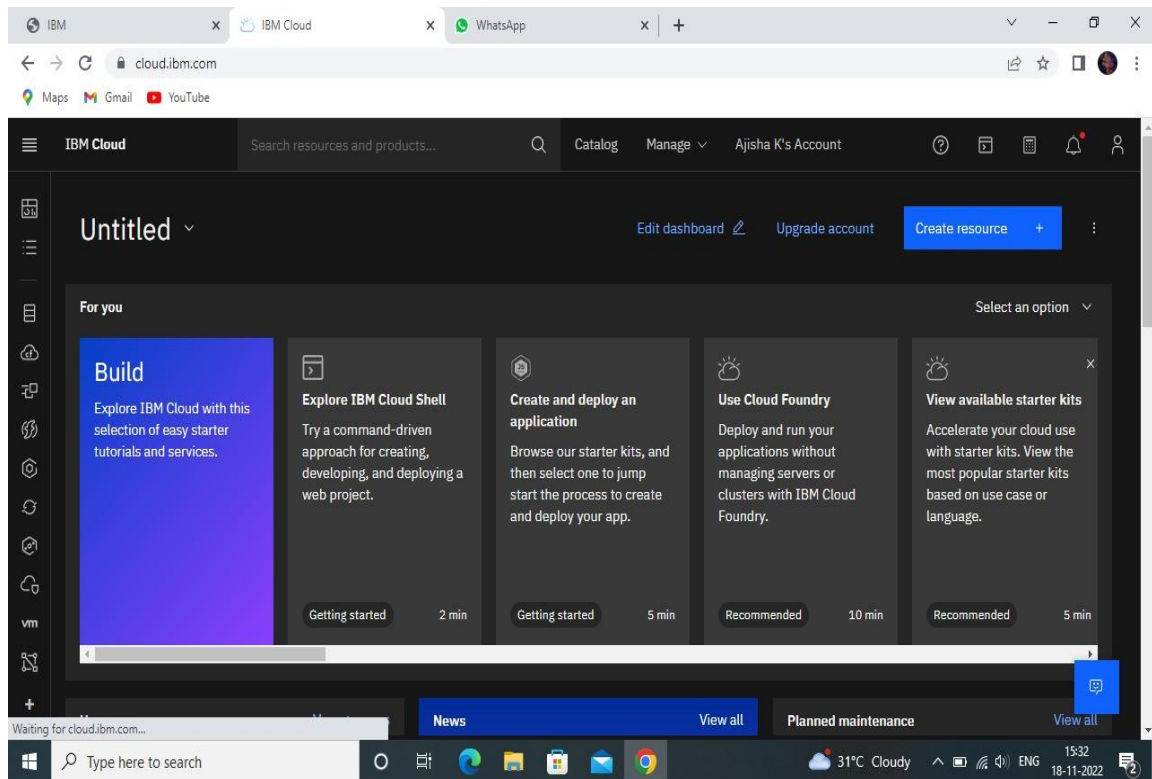 IBM
IBM Cloud
WhatsApp
cloud.ibm.com
Maps Gmail YouTube
IBM Cloud
Search resources and products...
Catalog
Manage
Ajisha K's Account
Untitled
Edit dashboard
Upgrade account
Create resource +
For you
Select an option
Build
Explore IBM Cloud with this
selection of easy starter
tutorials and services.
Explore IBM Cloud Shell
Try a command-driven
approach for creating,
developing, and deploying a
web project.
Getting started 2 min
Create and deploy an
application
Browse our starter kits, and
then select one to jump
start the process to create
and deploy your app.
Getting started 5 min
Use Cloud Foundry
Deploy and run your
applications without
managing servers or
clusters with IBM Cloud
Foundry.
Recommended 10 min
View available starter kits
Accelerate your cloud use
with starter kits. View the
most popular starter kits
based on use case or
language.
Recommended 5 min
vm
News
View all
Planned maintenance
View all
Waiting for cloud.ibm.com...
Type here to search
31°C Cloudy
ENG
15:32
18-11-2022